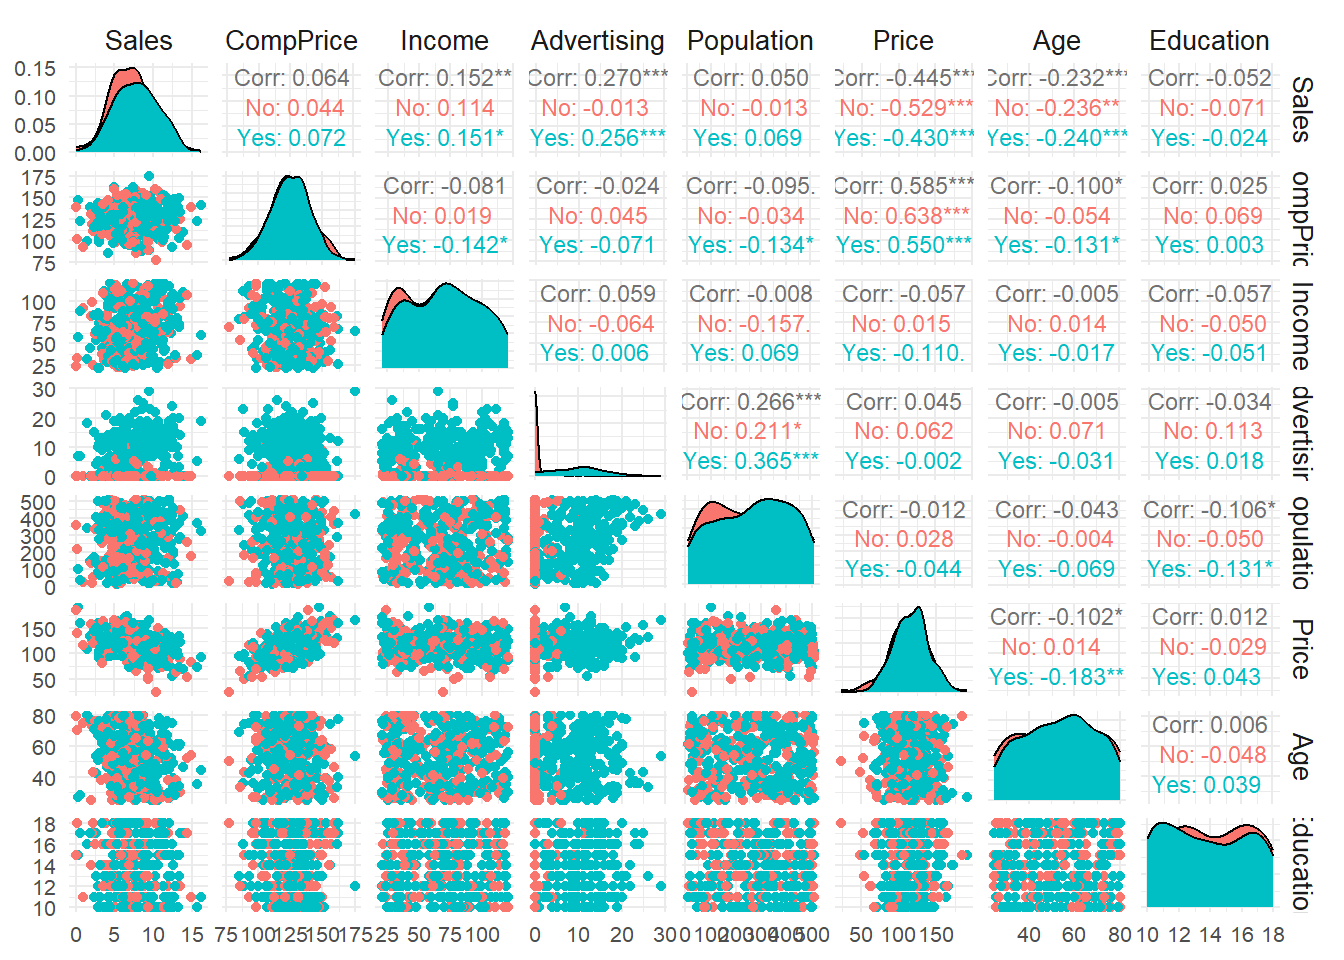 Sales CompPrice Income Advertising Population Price Age Education
0.15 Corr: 0.064 Corr: 0.152** Corr: 0.270*** Corr: 0.050 Corr: -0.445*** Corr: -0.232*** Corr: -0.052
0.10 No: 0.044 No: 0.114 No: -0.013 No: -0.013 No: -0.529*** No: -0.236** No: -0.071 Sales
0.05 Yes: 0.072 Yes: 0.151* Yes: 0.256*** Yes: 0.069 Yes: -0.430*** Yes: -0.240*** Yes: -0.024
0.00
175 Corr: -0.081 Corr: -0.024 Corr: -0.095. Corr: 0.585*** Corr: -0.100* Corr: 0.025
150
125 No: 0.019 No: 0.045 No: -0.034 No: 0.638*** No: -0.054 No: 0.069 ompPric
100 Yes: -0.142* Yes: -0.071 Yes: -0.134* Yes: 0.550*** Yes: -0.131* Yes: 0.003
75
100 Corr: 0.059 Corr: -0.008 Corr: -0.057 Corr: -0.005 Corr: -0.057
75 No: -0.064 No: -0.157. No: 0.015 No: 0.014 No: -0.050 Income
50 Yes: 0.006 Yes: 0.069 Yes: -0.110. Yes: -0.017 Yes: -0.051
25
30 Corr: 0.266*** Corr: 0.045 Corr: -0.005 Corr: -0.034
20 No: 0.211* No: 0.062 No: 0.071 No: 0.113 dvertisin
10 Yes: 0.365*** Yes: -0.002 Yes: -0.031 Yes: 0.018
0
500 Corr: -0.012 Corr: -0.043 Corr: -0.106*
400
300 No: 0.028 No: -0.004 No: -0.050 opulatio
200
100 Yes: -0.044 Yes: -0.069 Yes: -0.131*
0
150 Corr: -0.102* Corr: 0.012
100 No: 0.014 No: -0.029 Price
50 Yes: -0.183** Yes: 0.043
80 Corr: 0.006
60 No: -0.048 Age
40 Yes: 0.039
18
16
14 Educatio
12
10
0 5 10 15 75 100 125 150 175 25 50 75 100 0 10 20 30 0 100 200 300 400 500 50 100 150 40 60 80 10 12 14 16 18